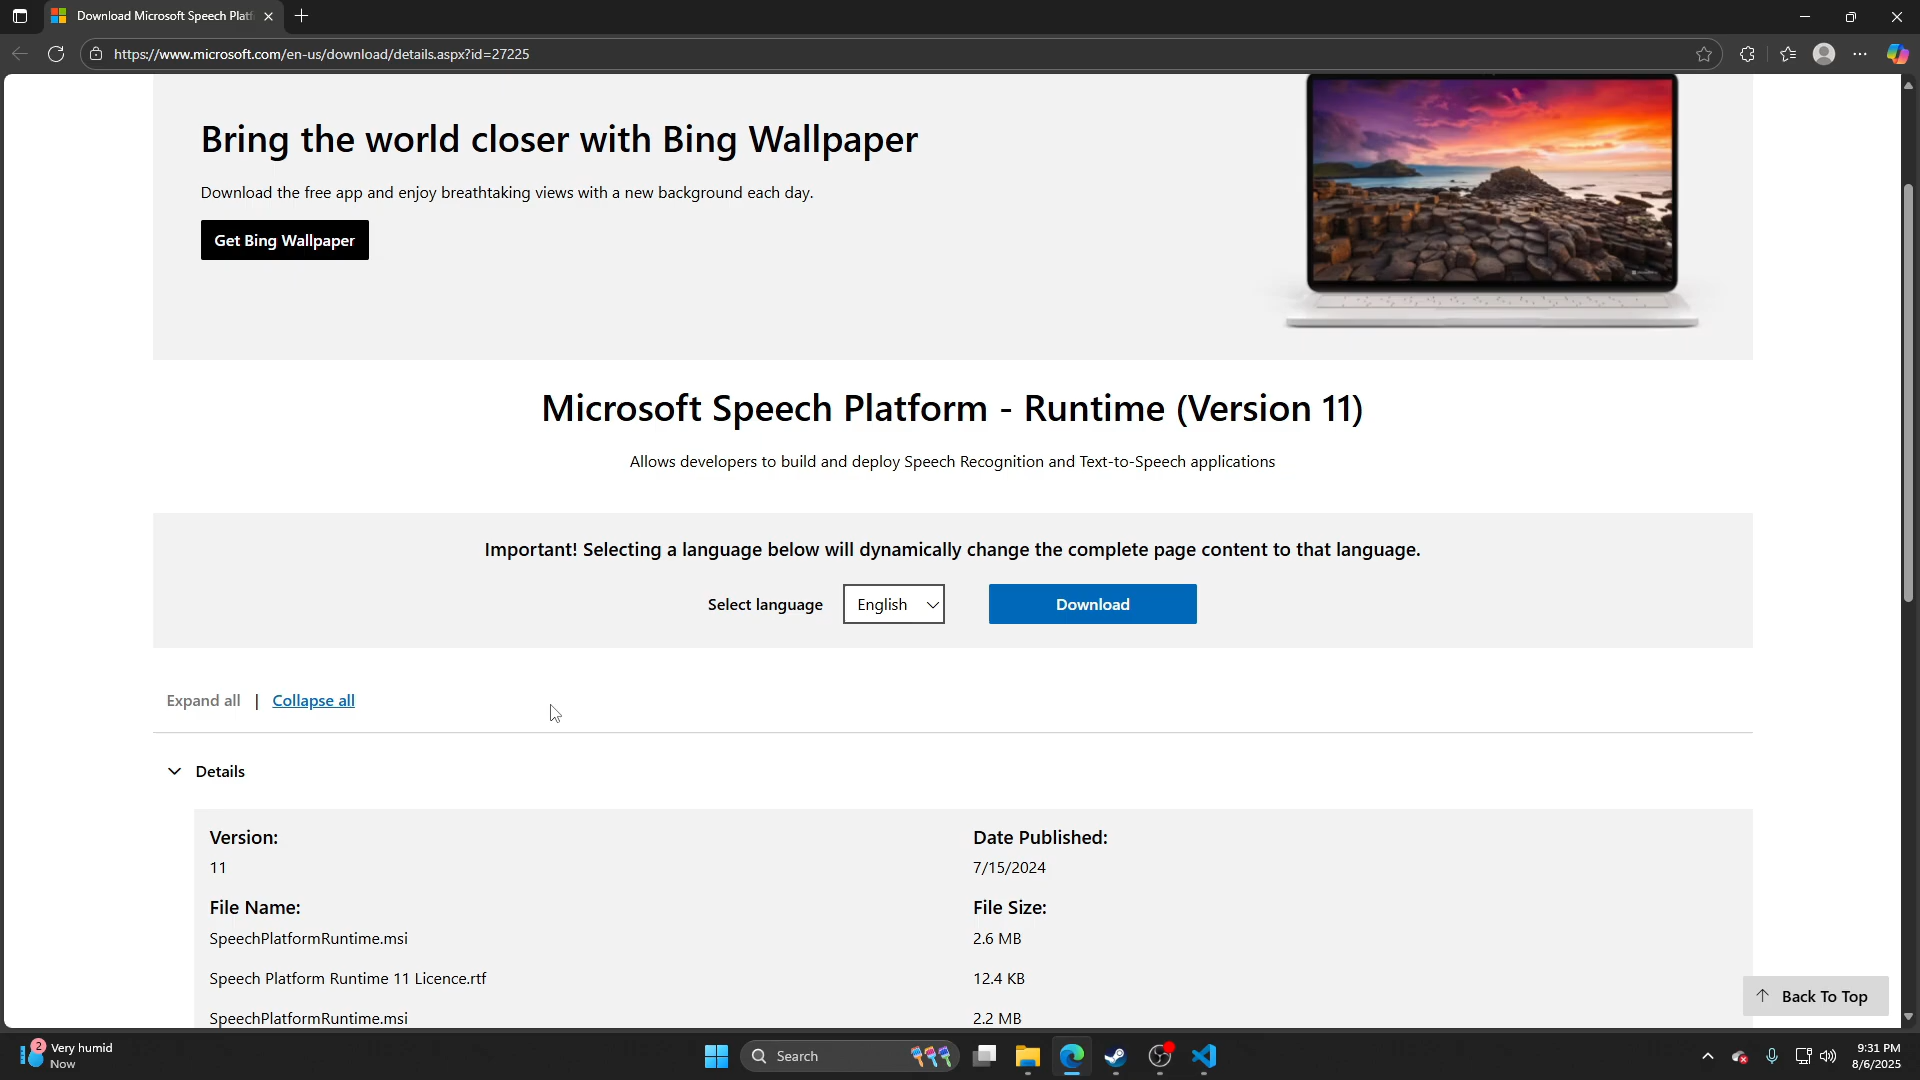 Download Microsoft Speech Platf
https://www.microsoft.com/en-us/download/details.aspx?id=27225
Bring the world closer with Bing Wallpaper
Download the free app and enjoy breathtaking views with a new background each day.
Get Bing Wallpaper
Microsoft Speech Platform - Runtime (Version 11)
Allows developers to build and deploy Speech Recognition and Text-to-Speech applications
Important! Selecting a language below will dynamically change the complete page content to that language.
Select language English Download
Expand all | Collapse all
Details
Version: Date Published:
11 7/15/2024
File Name: File Size:
SpeechPlatformRuntime.msi 2.6 MB
Speech Platform Runtime 11 Licence.rtf 12.4 KB
Back To Top
SpeechPlatformRuntime.msi 2.2 MB
2 Very humid
Now
Search
9:31 PM
8/6/2025